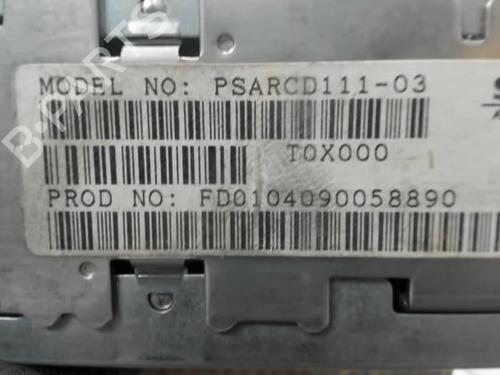 MODEL NO: PSARCD111-03
T0X000
PROD NO: FD0104090058890
B-PARTS